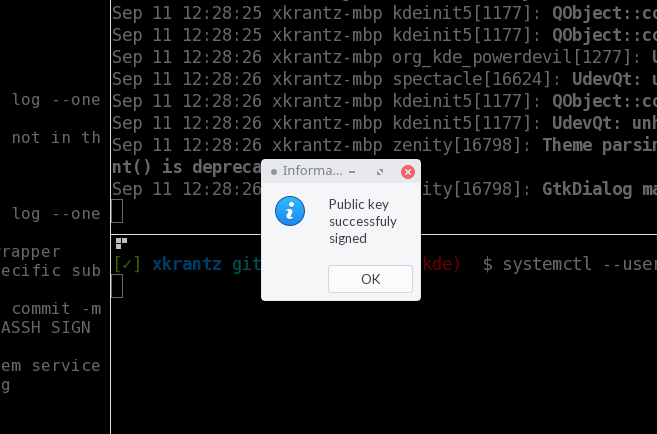 log --one
not in th
log --one
rapper
ecific sub
commit -m
ASSH SIGN
em service
g
Sep 11 12:28:25 xkrantz-mbp kdeinit5[1177]: QObject::co
Sep 11 12:28:26 xkrantz-mbp kdeinit5[1177]: QObject::co
Sep 11 12:28:26 xkrantz-mbp org_kde_powerdevil[1277]: U
Sep 11 12:28:26 xkrantz-mbp spectacle[16624]: UdevQt: u
Sep 11 12:28:26 xkrantz-mbp kdeinit5[1177]: QObject::co
Sep 11 12:28:26 xkrantz-mbp kdeinit5[1177]: UdevQt: unh
Sep 11 12:28:26 xkrantz-mbp zenity[16798]: Theme parsin
nt() is depreca
Sep 11 12:28:26 nity[16798]: GtkDialog ma
Informa...
Public key
successfuly
signed
OK
[✓] xkrantz git kde) $ systemctl --user